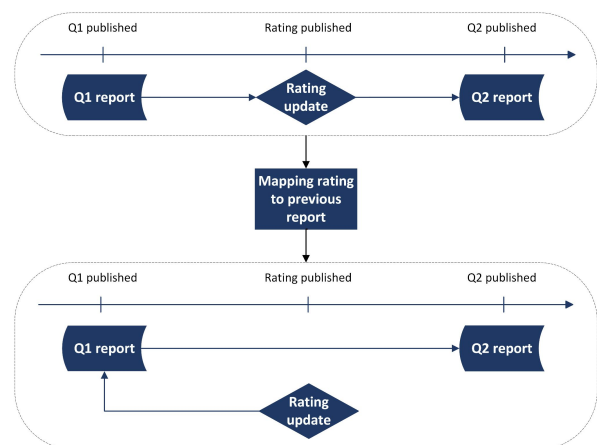 Q1 published
Rating published
Q2 published
Q1 report
Rating
update
Q2 report
Mapping rating
to previous
report
Q1 published
Rating published
Q2 published
Q1 report
Q2 report
Rating
update